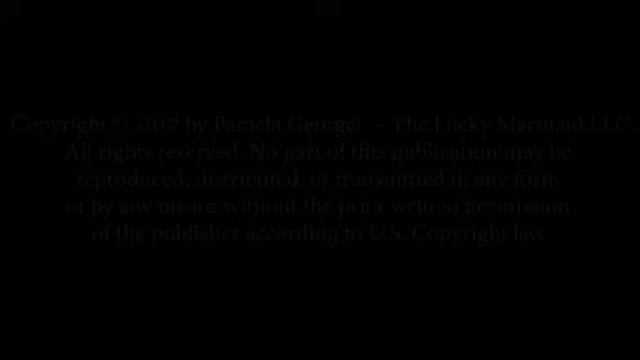 Copyright © 2017 by Pamela George - The Lucky Mermaid LLC
All rights reserved. No part of this publication may be
reproduced, distributed, or transmitted in any form
or by any means without the prior written permission
of the publisher according to U.S. Copyright law